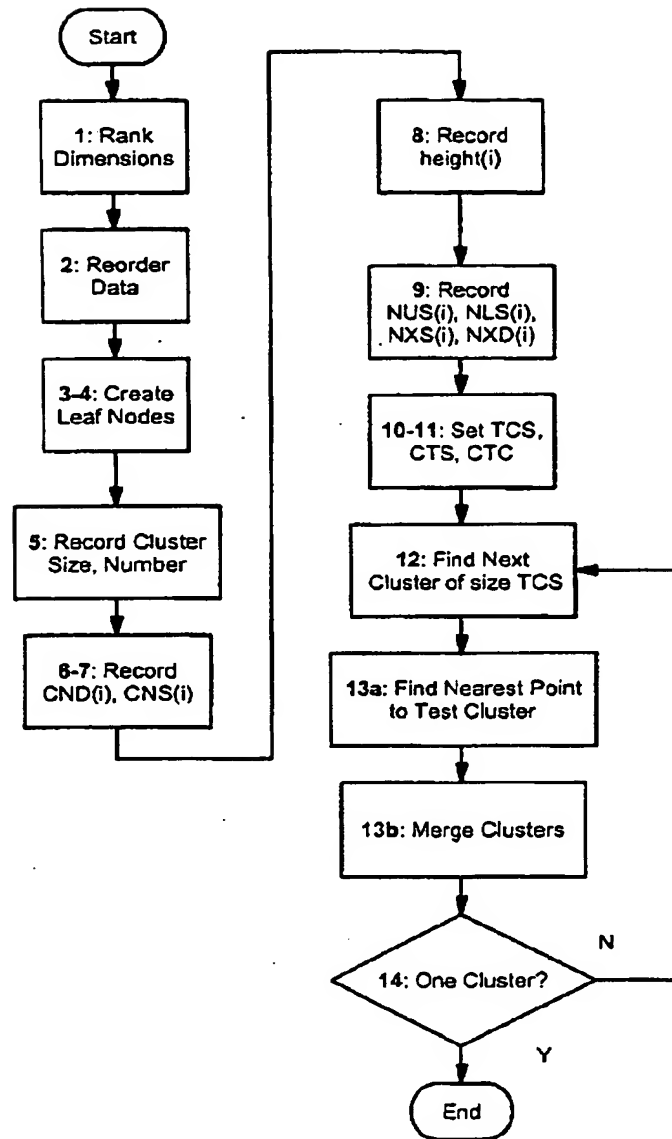 Start
1: Rank
Dimensions
2: Reorder
Data
3-4: Create
Leaf Nodes
5: Record Cluster
Size, Number
6-7: Record
CND(i), CNS(i)
8: Record
height(i)
9: Record
NUS(i), NLS(i),
NXS(i), NXD(i)
10-11: Set TCS,
CTS, CTC
12: Find Next
Cluster of size TCS
13a: Find Nearest Point
to Test Cluster
13b: Merge Clusters
14: One Cluster?
N
Y
End